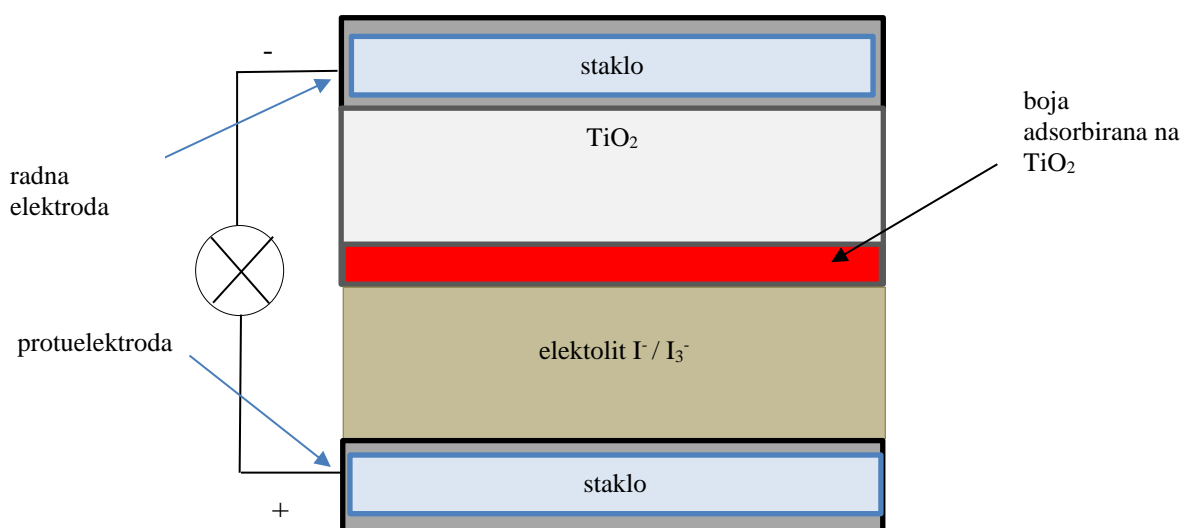 -
staklo
TiO₂
boja
adsorbirana na
TiO₂
radna
elektroda
protuelektroda
elektolit I⁻ / I₃⁻
staklo
+